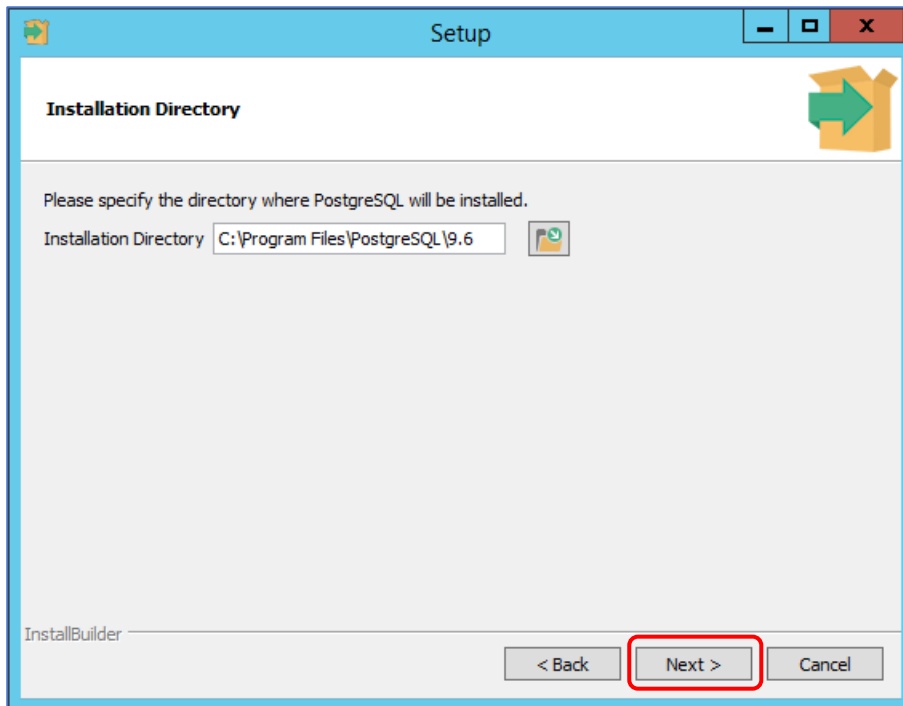 Setup
Installation Directory
Please specify the directory where PostgreSQL will be installed.
Installation Directory C:\Program Files\PostgreSQL\9.6
InstallBuilder
< Back Next > Cancel